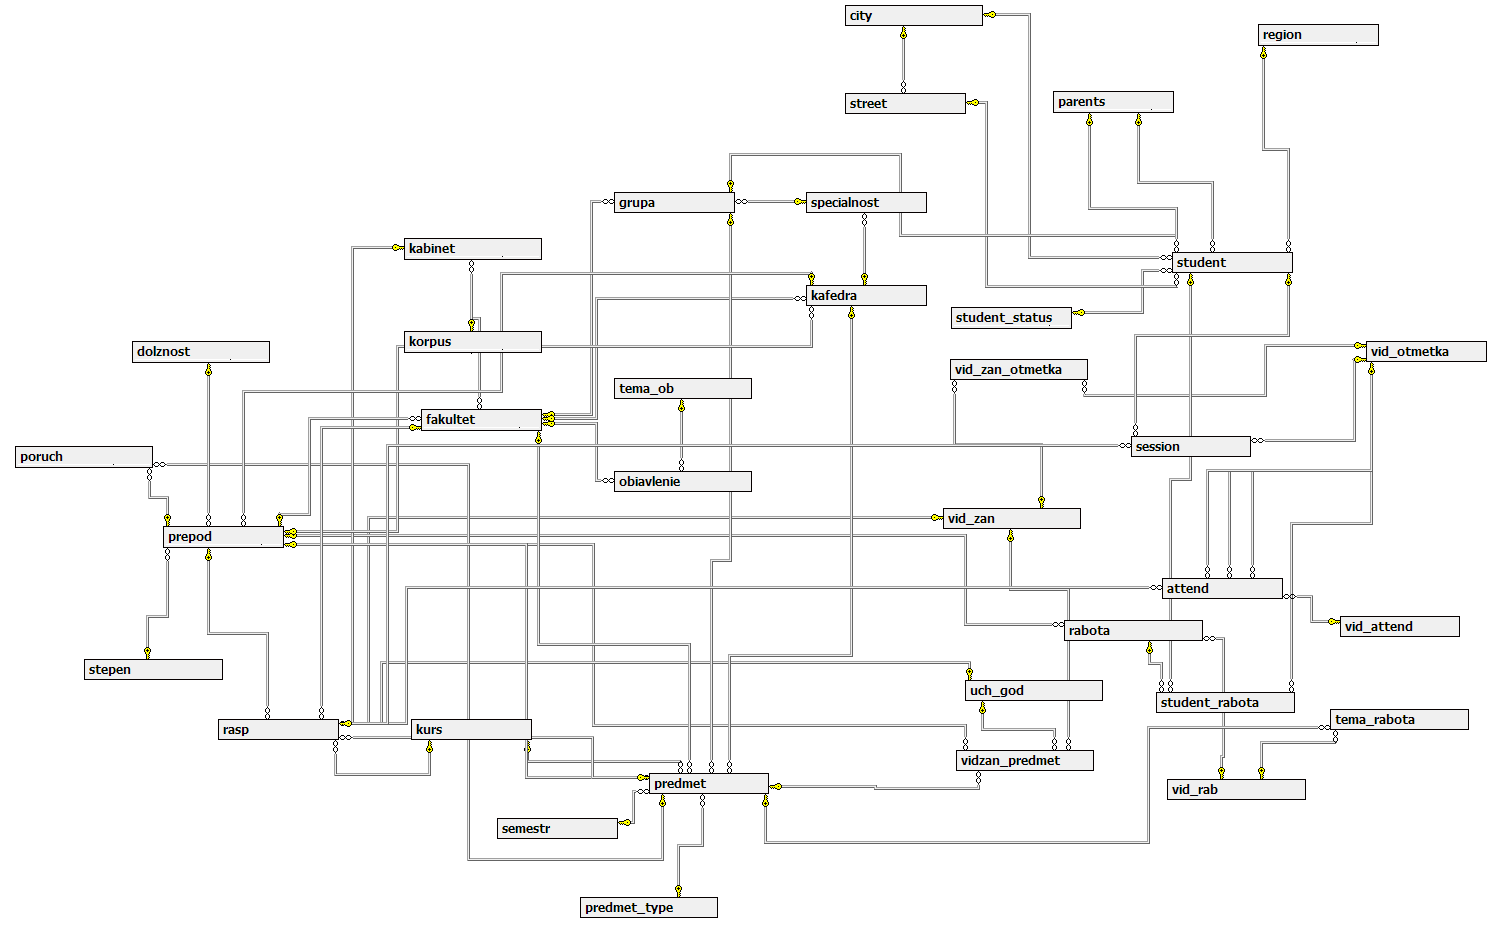 city
region
parents
street
grupa
specialnost
kabinet
student
kafedra
student_status
korpus
dolznost
vid_otmetka
vid_zan_otmetka
tema_ob
fakultet
session
poruch
obiavlenie
vid_zan
prepod
attend
vid_attend
rabota
stepen
uch_god
student_rabota
tema_rabota
rasp
kurs
vidzan_predmet
predmet
vid_rab
semestr
predmet_type